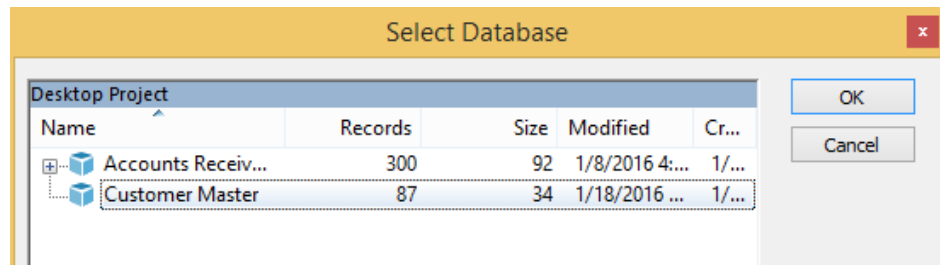 Select Database
x
Desktop Project
OK
Name Records Size Modified Cr...
Cancel
Accounts Receiv... 300 92 1/8/2016 4:... 1/...
Customer Master 87 34 1/18/2016 ... 1/...